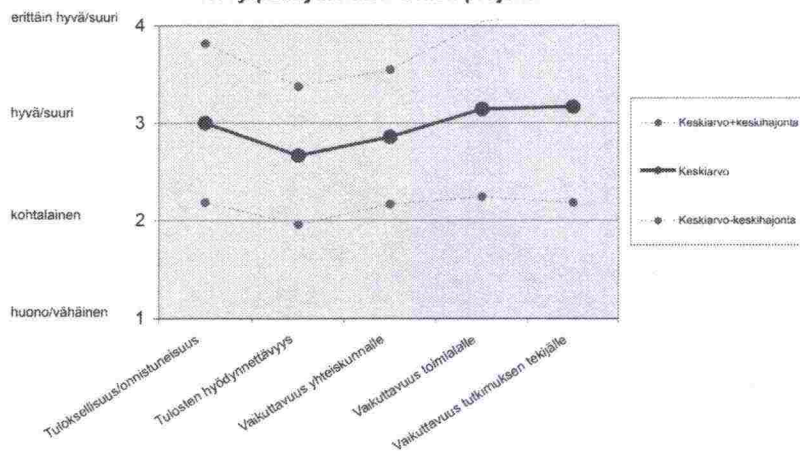 erittäin hyvä/suuri
4
hyvä/suuri
3
kohtalainen
2
huono/vähäinen
1
Tuloksellisuus/onnistuneisuus
Tulosten hyödynnettävyys
Vaikuttavuus yhteiskunnalle
Vaikuttavuus toimialalle
Vaikuttavuus tutkimuksen tekijälle
Keskiarvo+keskihajonta
Keskiarvo
Keskiarvo-keskihajonta